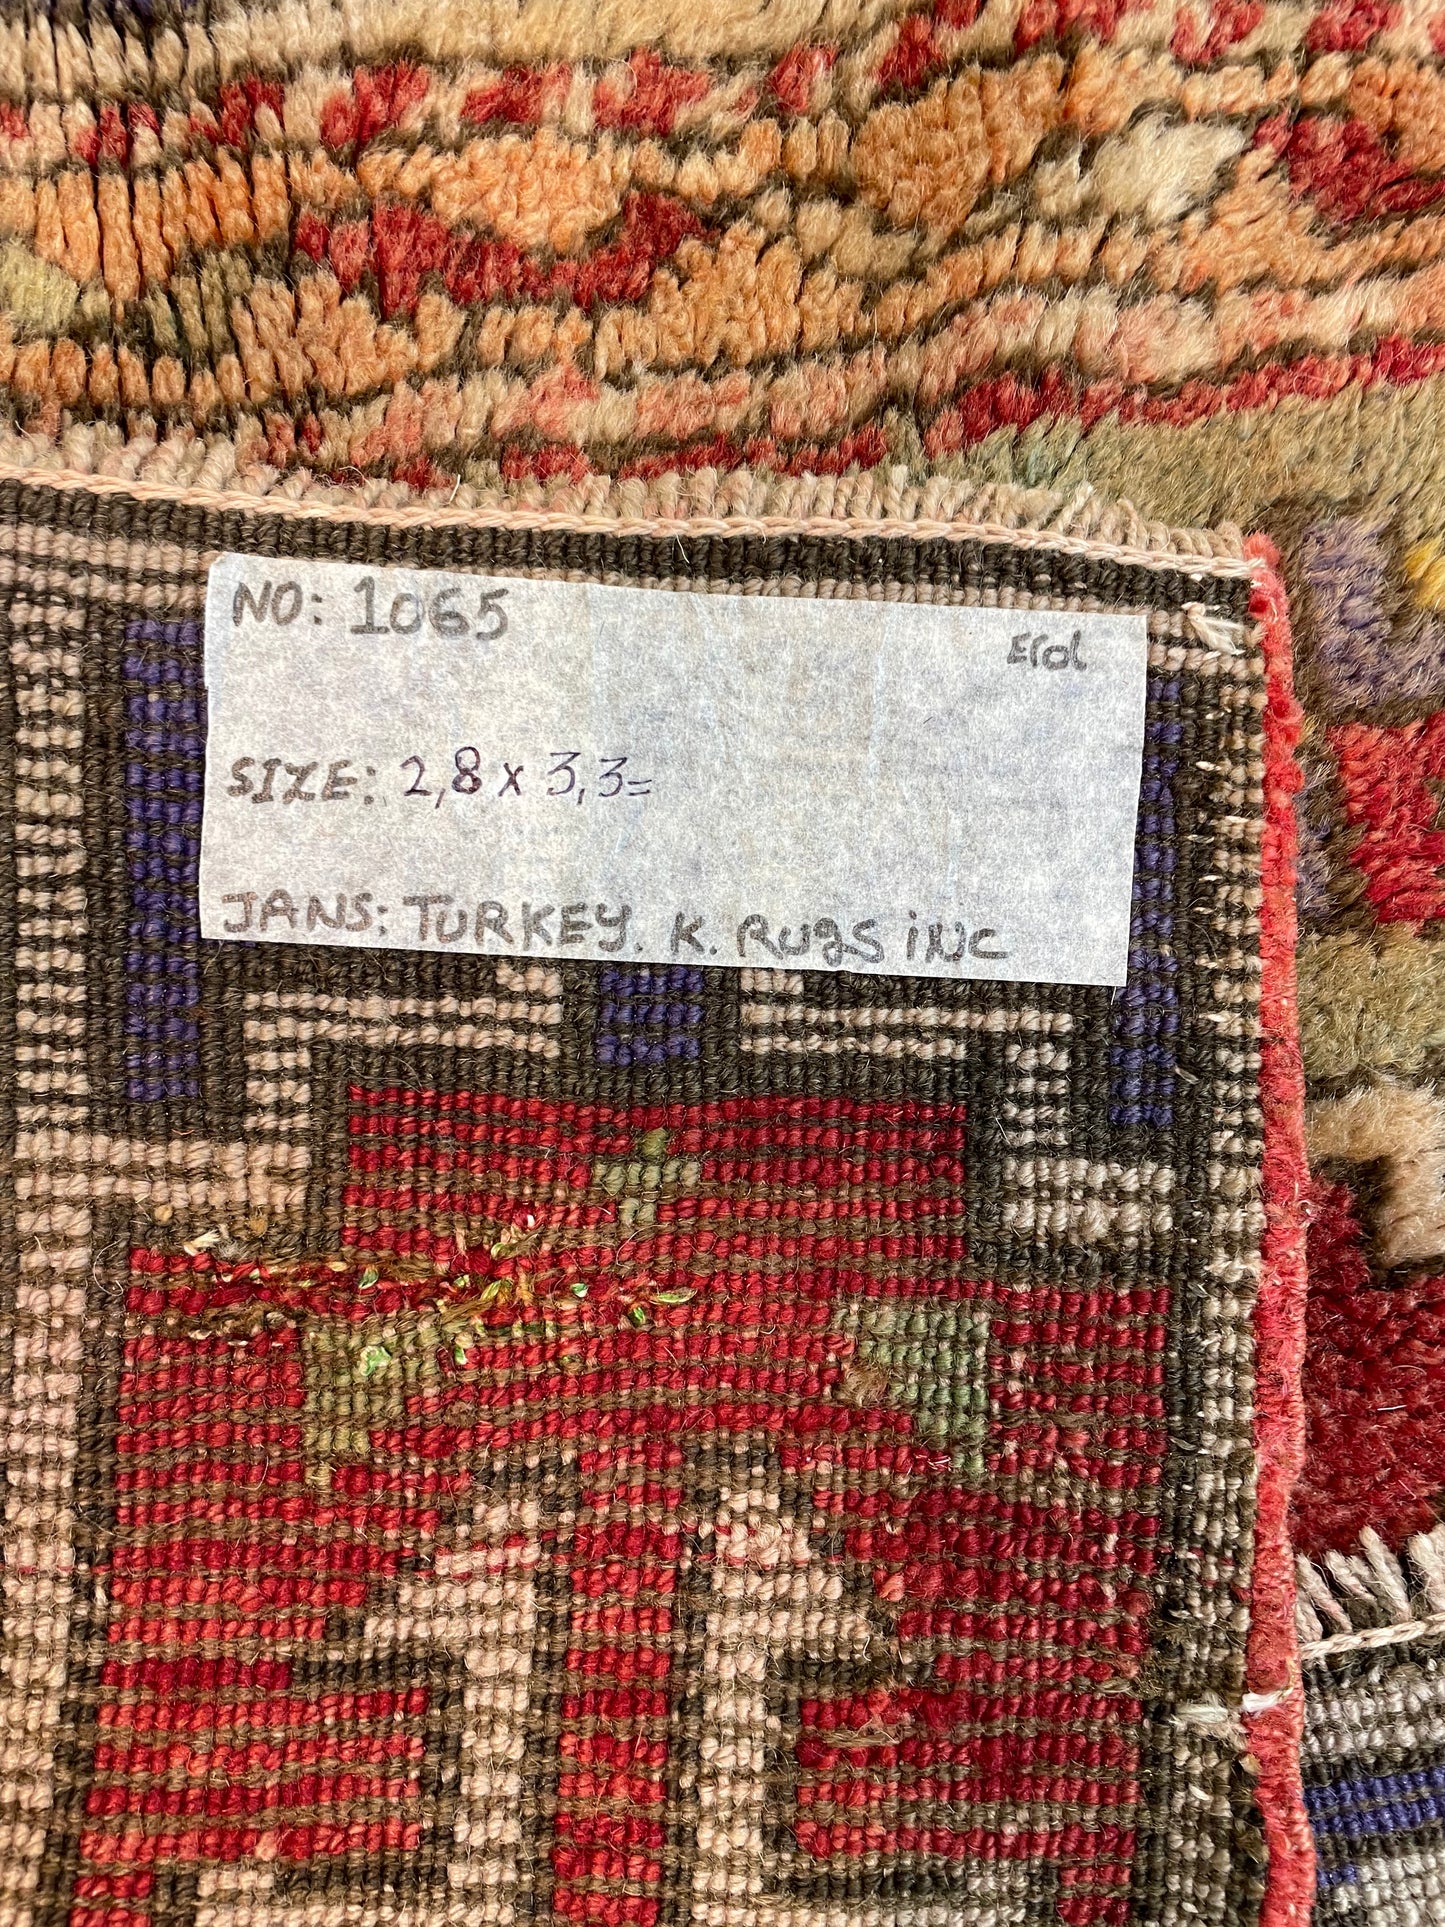 NO: 1065
Erol
SIZE: 2,8 x 3,3=
JANS: TURKEY. K. RUGS iNC